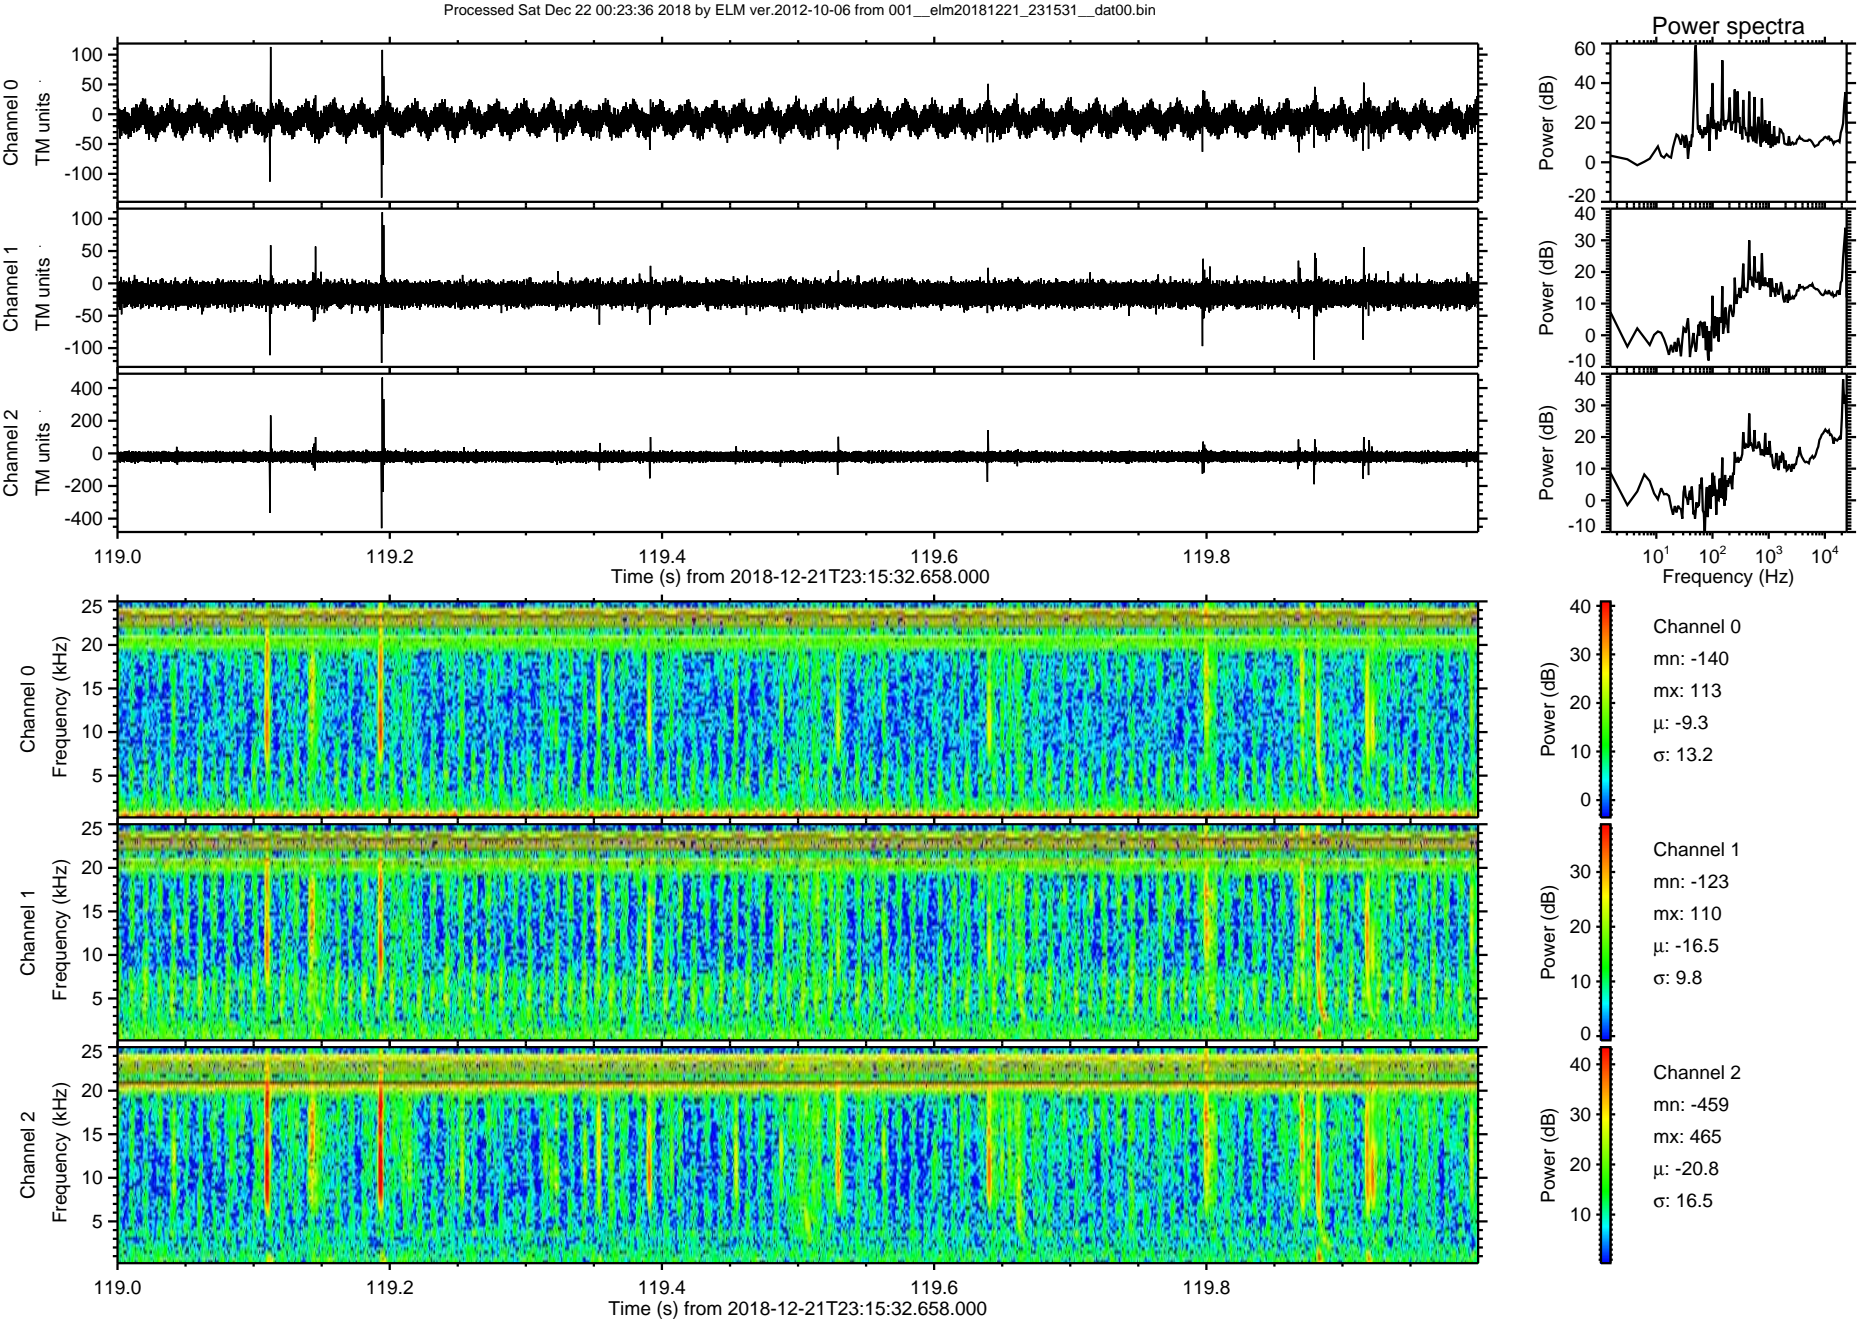 Processed Sat Dec 22 00:23:36 2018 by ELM ver.2012-10-06 from 001__elm20181221_231531__dat00.bin
Power spectra
Channel 0
TM units
100
50
0
-50
-100
Power (dB)
60
40
20
0
-20
Channel 1
TM units
100
50
0
-50
-100
Power (dB)
40
30
20
10
0
-10
Channel 2
TM units
400
200
0
-200
-400
Power (dB)
40
30
20
10
0
-10
119.0 119.2 119.4 119.6 119.8
Time (s) from 2018-12-21T23:15:32.658.000
10¹ 10² 10³ 10⁴
Frequency (Hz)
Channel 0
Frequency (kHz)
25
20
15
10
5
Power (dB)
40
30
20
10
0
Channel 0
mn: -140
mx: 113
µ: -9.3
σ: 13.2
Channel 1
Frequency (kHz)
25
20
15
10
5
Power (dB)
30
20
10
0
Channel 1
mn: -123
mx: 110
µ: -16.5
σ: 9.8
Channel 2
Frequency (kHz)
25
20
15
10
5
Power (dB)
40
30
20
10
Channel 2
mn: -459
mx: 465
µ: -20.8
σ: 16.5
119.0 119.2 119.4 119.6 119.8
Time (s) from 2018-12-21T23:15:32.658.000